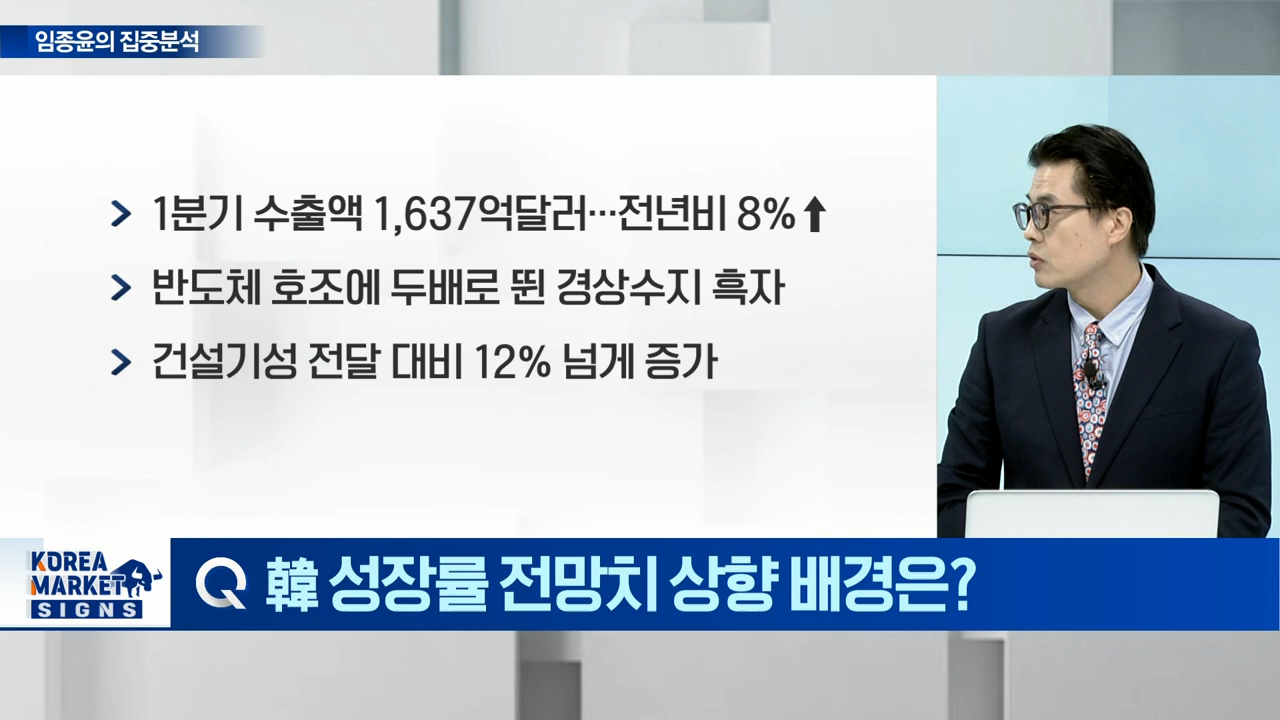 임종윤의 집중분석
1분기 수출액 1,637억달러…전년비 8%⬆
반도체 호조에 두배로 뛴 경상수지 흑자
건설기성 전달 대비 12% 넘게 증가
KOREA
MARKET
SIGNS
Q 韓 성장률 전망치 상향 배경은?